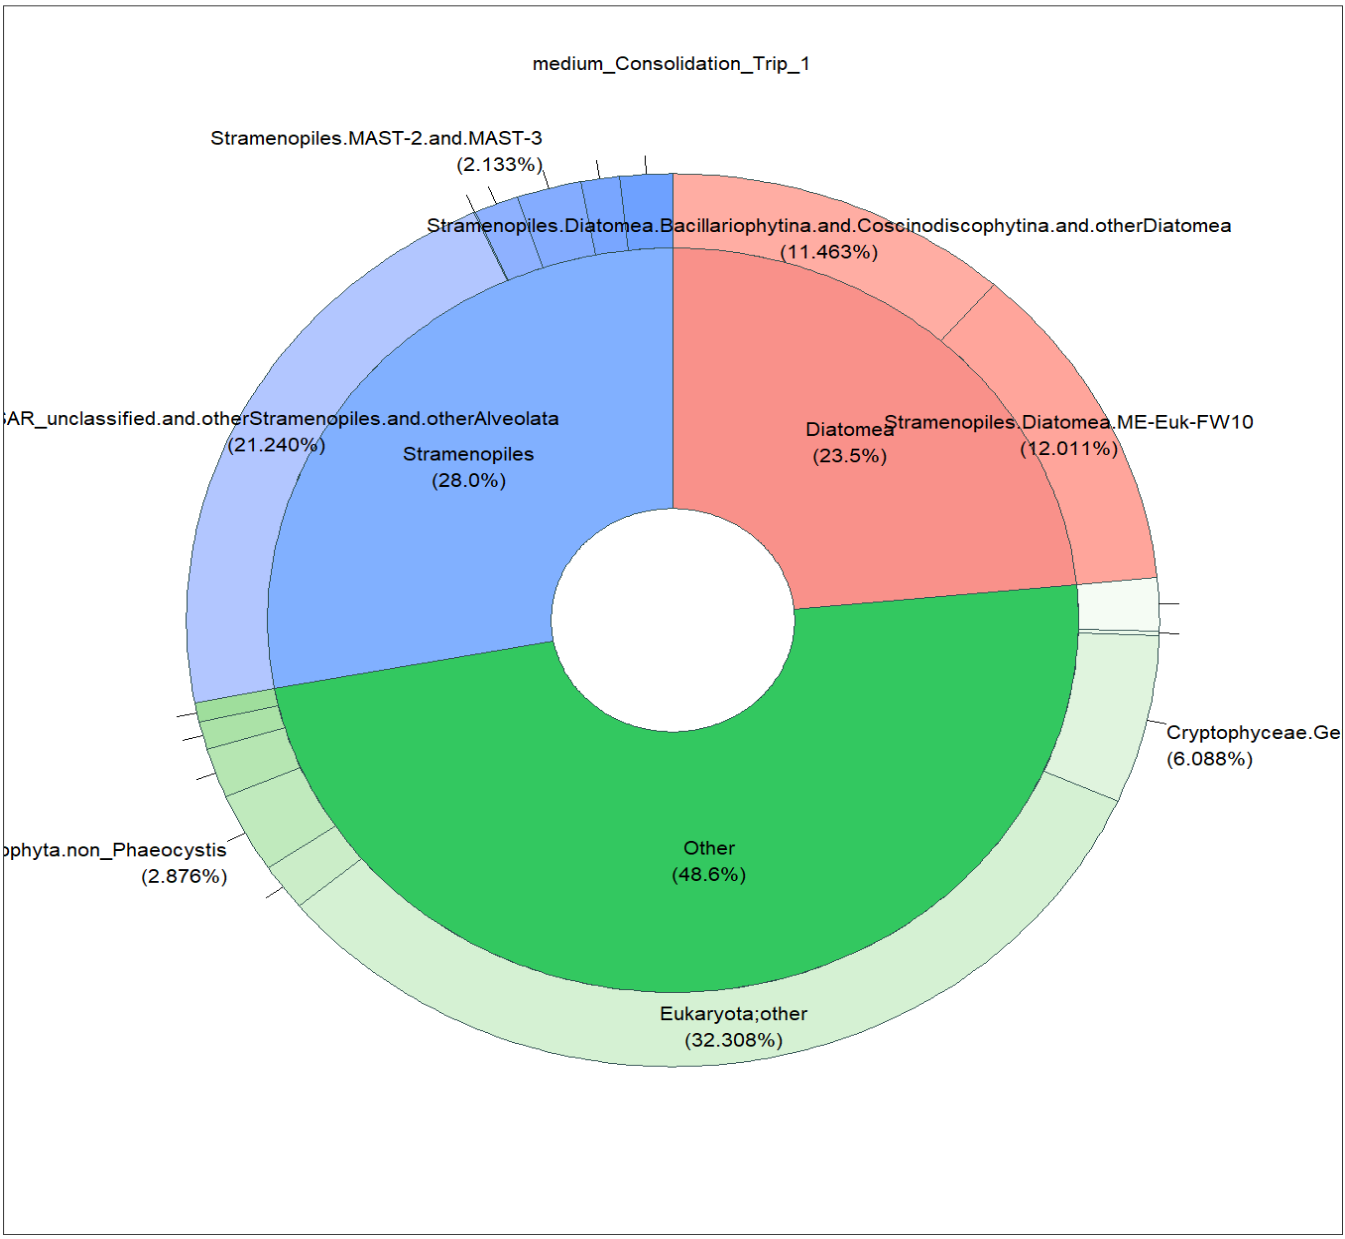 medium_Consolidation_Trip_1
Stramenopiles.MAST-2.and.MAST-3
(2.133%)
Stramenopiles.Diatomea.Bacillariophytina.and.Coscinodiscophytina.and.otherDiatomea
(11.463%)
SAR_unclassified.and.otherStramenopiles.and.otherAlveolata
(21.240%)
Stramenopiles
(28.0%)
Diatomea
(23.5%)
Stramenopiles.Diatomea.ME-Euk-FW10
(12.011%)
Cryptophyceae.Ge
(6.088%)
ophyta.non_Phaeocystis
(2.876%)
Other
(48.6%)
Eukaryota;other
(32.308%)